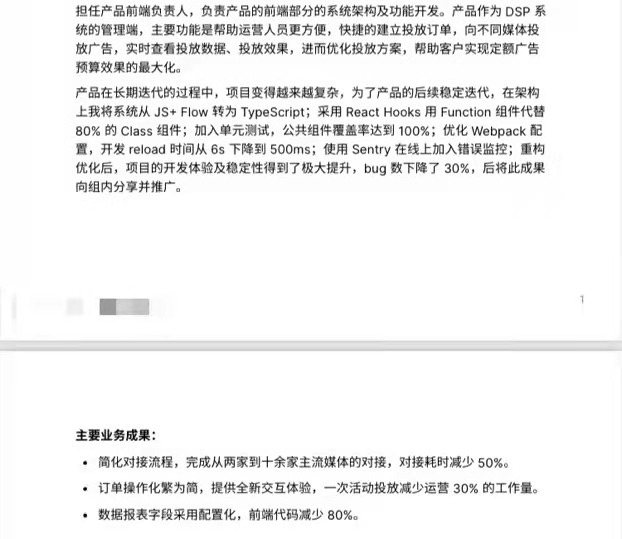 担任产品前端负责人，负责产品的前端部分的系统架构及功能开发。产品作为 DSP 系
统的管理端，主要功能是帮助运营人员更方便，快捷的建立投放订单，向不同媒体投
放广告，实时查看投放数据、投放效果，进而优化投放方案，帮助客户实现定额广告
预算效果的最大化。
产品在长期迭代的过程中，项目变得越来越复杂，为了产品的后续稳定迭代，在架构
上我将系统从 JS+ Flow 转为 TypeScript；采用 React Hooks 用 Function 组件代替
80% 的 Class 组件；加入单元测试，公共组件覆盖率达到 100%；优化 Webpack 配
置，开发 reload 时间从 6s 下降到 500ms；使用 Sentry 在线上加入错误监控；重构
优化后，项目的开发体验及稳定性得到了极大提升，bug 数下降了 30%，后将此成果
向组内分享并推广。
1
主要业务成果：
• 简化对接流程，完成从两家到十余家主流媒体的对接，对接耗时减少 50%。
• 订单操作化繁为简，提供全新交互体验，一次活动投放减少运营 30% 的工作量。
• 数据报表字段采用配置化，前端代码减少 80%。